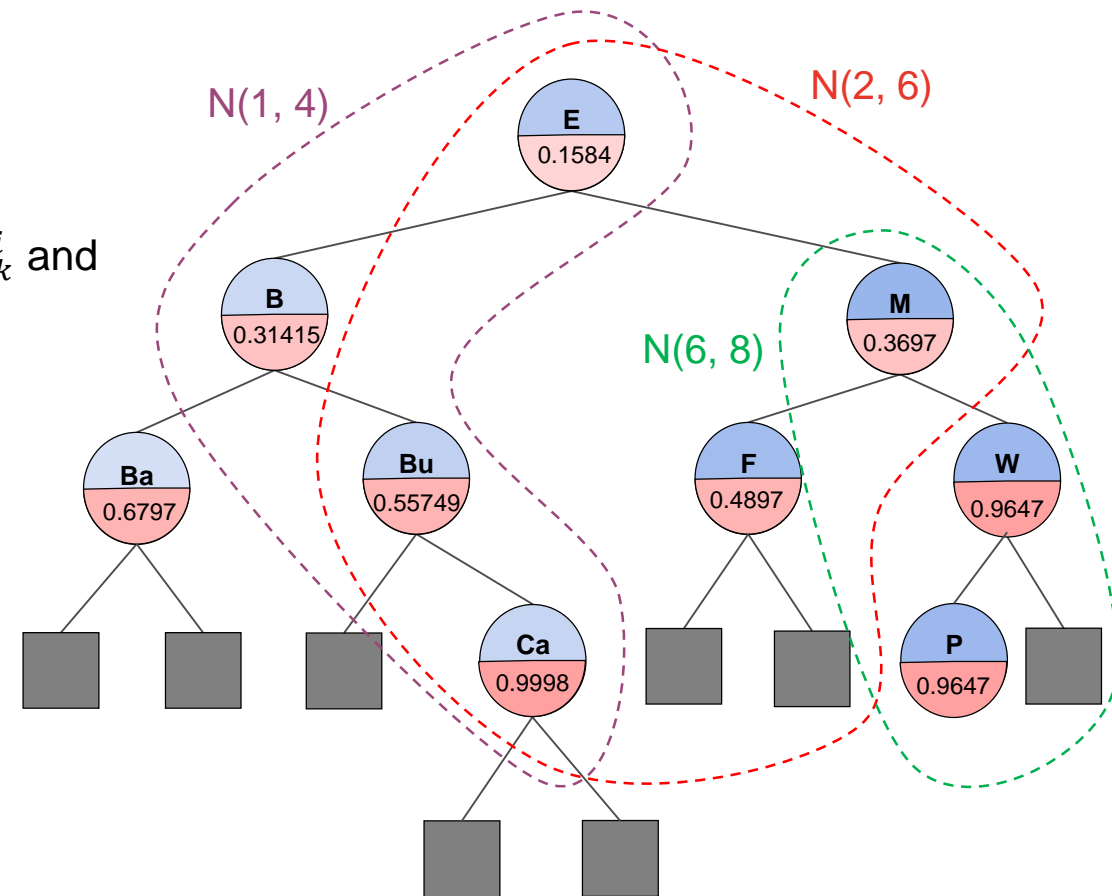 N(1, 4)
N(2, 6)
E
0.1584
k and
B
0.31415
M
0.3697
N(6, 8)
Ba
0.6797
Bu
0.55749
F
0.4897
W
0.9647
Ca
0.9998
P
0.9647